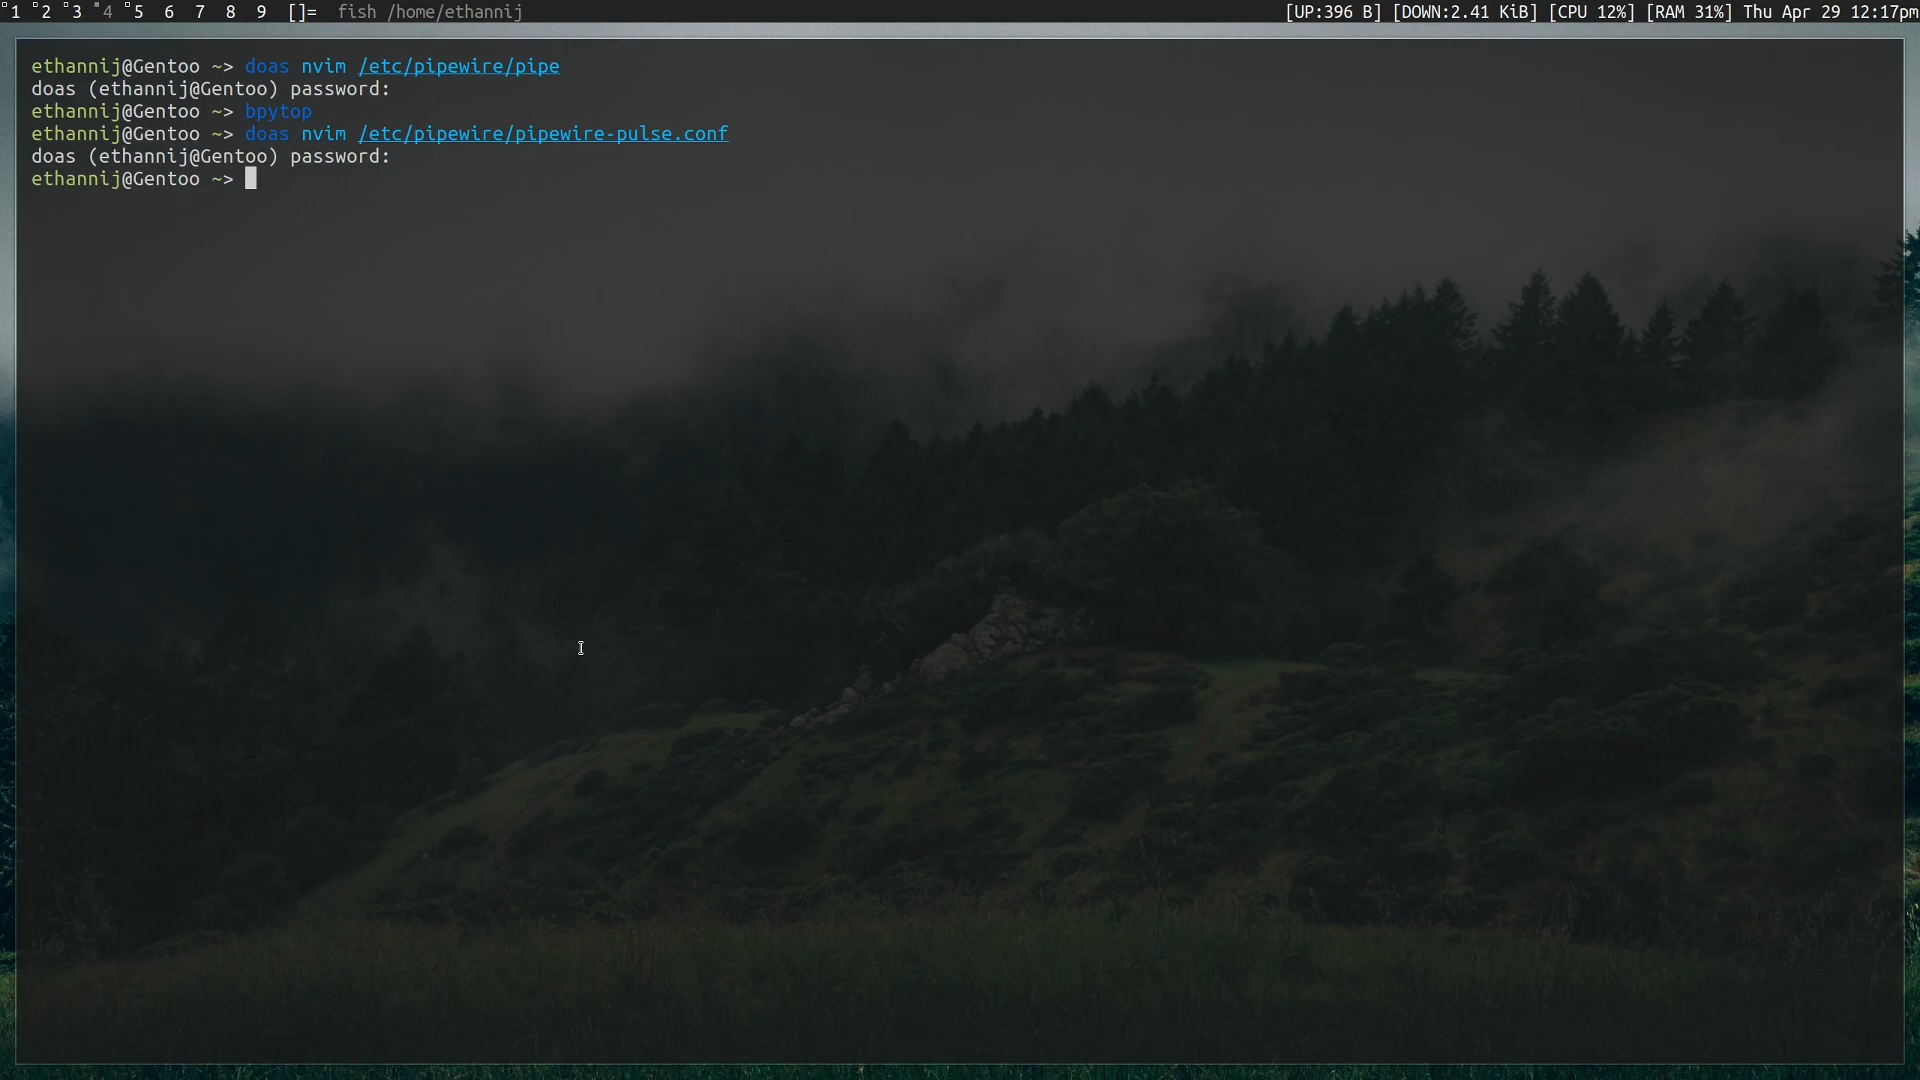 1 2 3 4 5 6 7 8 9 []= fish /home/ethannij [UP:396 B] [DOWN:2.41 KiB] [CPU 12%] [RAM 31%] Thu Apr 29 12:17pm
ethannij@Gentoo ~> doas nvim /etc/pipewire/pipe
doas (ethannij@Gentoo) password:
ethannij@Gentoo ~> bpytop
ethannij@Gentoo ~> doas nvim /etc/pipewire/pipewire-pulse.conf
doas (ethannij@Gentoo) password:
ethannij@Gentoo ~>